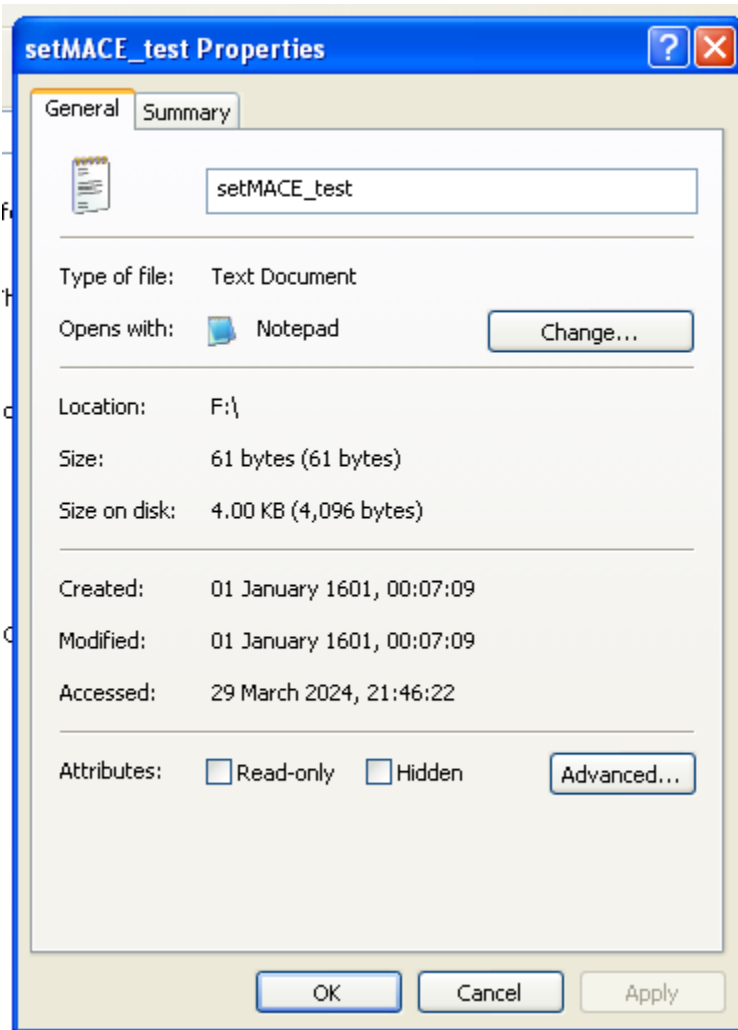 setMACE_test Properties
General Summary
setMACE_test
Type of file: Text Document
Opens with: Notepad Change...
Location: F:\
Size: 61 bytes (61 bytes)
Size on disk: 4.00 KB (4,096 bytes)
Created: 01 January 1601, 00:07:09
Modified: 01 January 1601, 00:07:09
Accessed: 29 March 2024, 21:46:22
Attributes: Read-only Hidden Advanced...
OK Cancel Apply